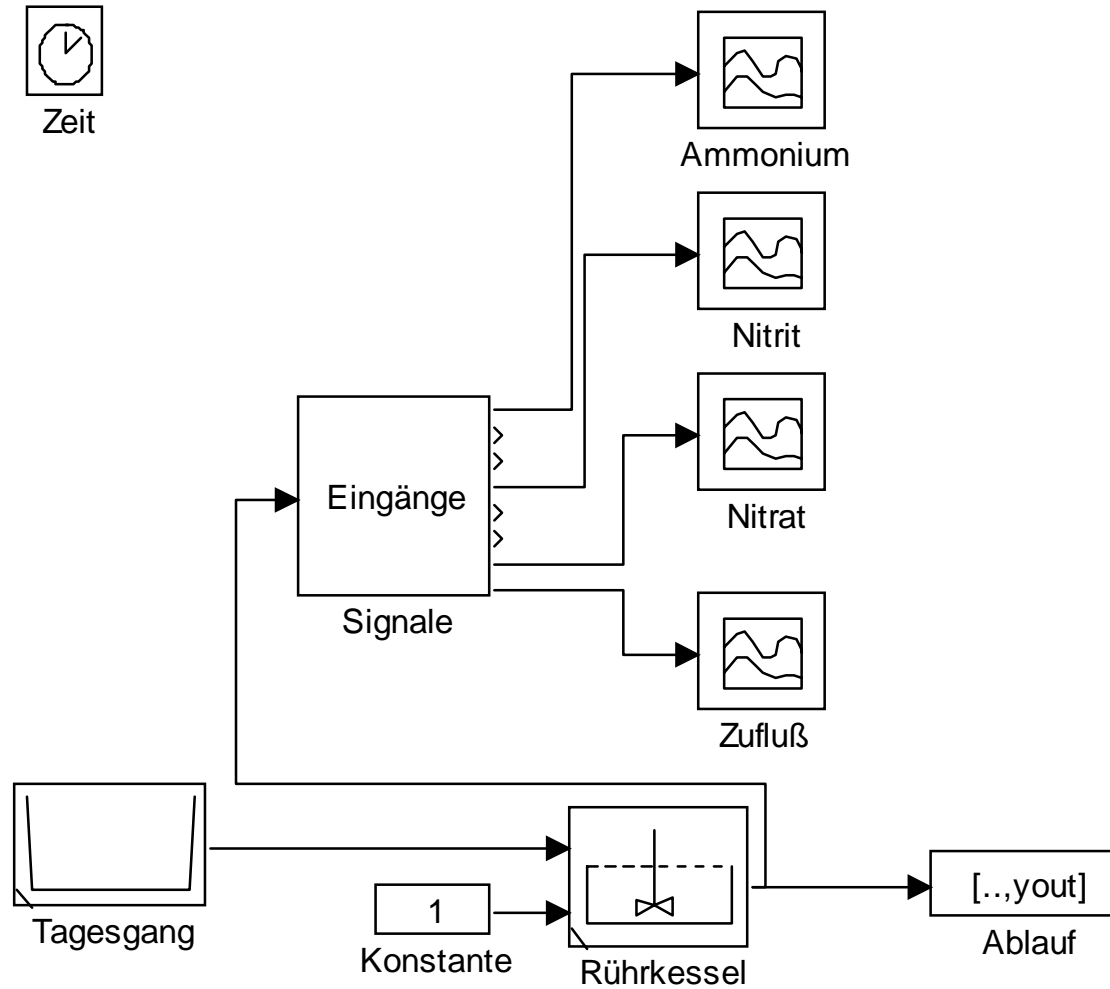 Zeit
Ammonium
Nitrit
Eingänge
Nitrat
Signale
Zufluß
Tagesgang
1
Konstante
Rührkessel
[..,yout]
Ablauf